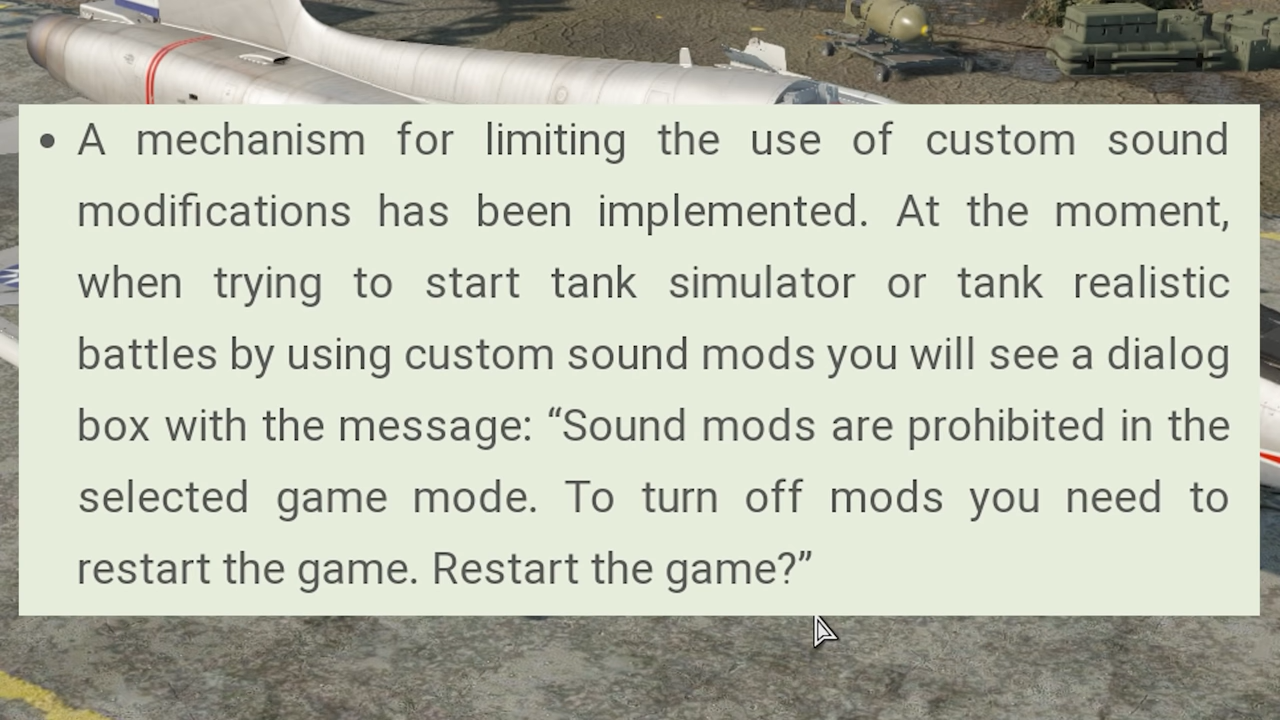 • A mechanism for limiting the use of custom sound
modifications has been implemented. At the moment,
when trying to start tank simulator or tank realistic
battles by using custom sound mods you will see a dialog
box with the message: “Sound mods are prohibited in the
selected game mode. To turn off mods you need to
restart the game. Restart the game?”